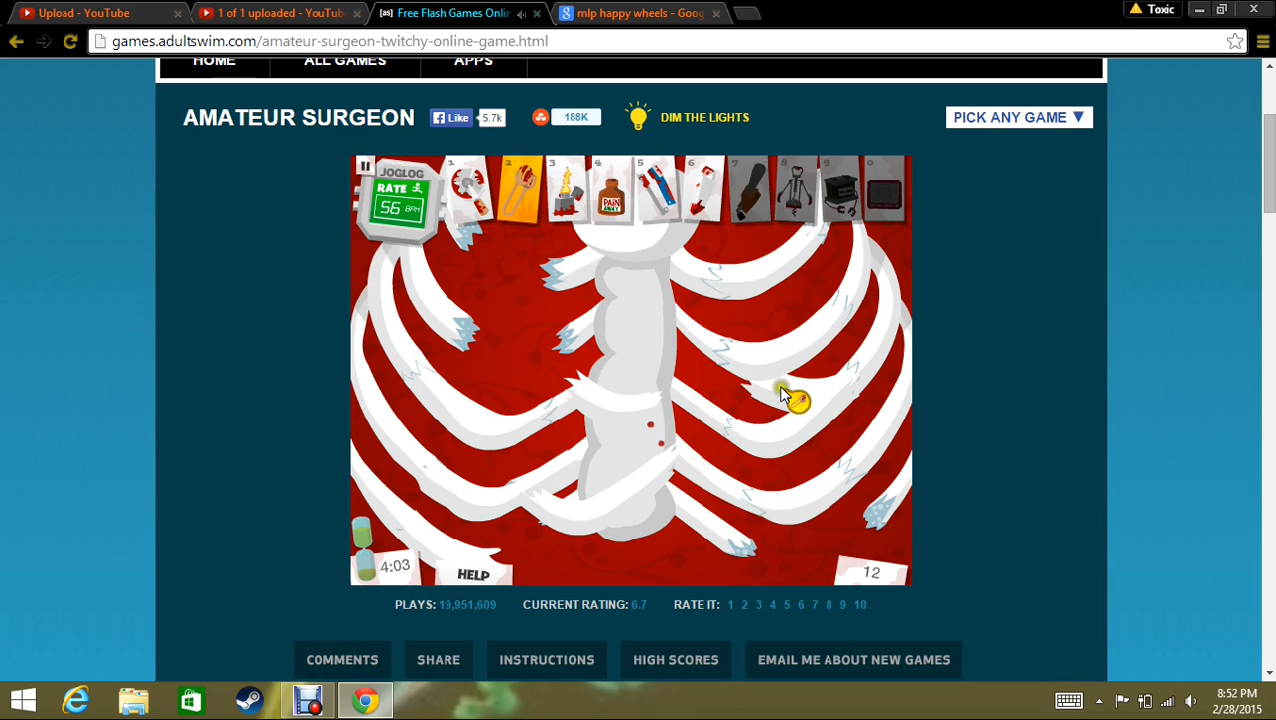 Upload - YouTube
1 of 1 uploaded - YouTub
[as] Free Flash Games Onli
mlp happy wheels - Goog
Toxic
games.adultswim.com/amateur-surgeon-twitchy-online-game.html
HOME ALL GAMES APPS
AMATEUR SURGEON
Like 5.7k
188K
DIM THE LIGHTS
PICK ANY GAME ▼
JOGLOG
RATE
56 BPM
1 2 3 4 5 6 7 8 9 0
PAIN AWAY
4:03
HELP
12
PLAYS: 19,951,609 CURRENT RATING: 6.7 RATE IT: 1 2 3 4 5 6 7 8 9 10
COMMENTS SHARE INSTRUCTIONS HIGH SCORES EMAIL ME ABOUT NEW GAMES
8:52 PM
2/28/2015